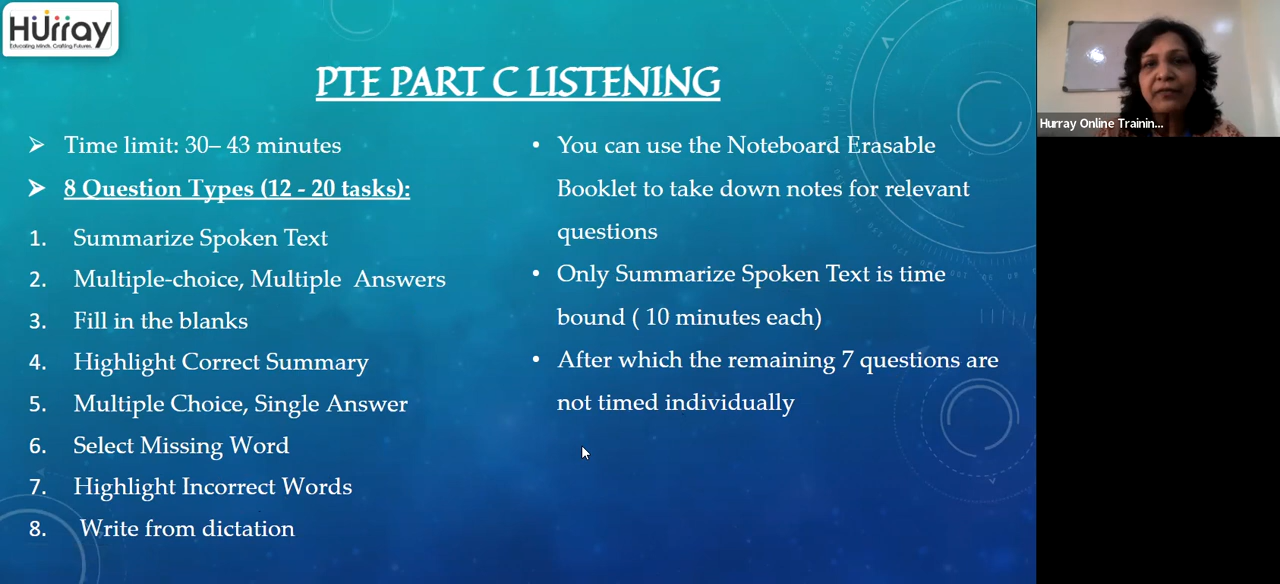 Hurray
Educating Minds. Crafting Futures.
PTE PART C LISTENING
Time limit: 30– 43 minutes
8 Question Types (12 - 20 tasks):
1. Summarize Spoken Text
2. Multiple-choice, Multiple Answers
3. Fill in the blanks
4. Highlight Correct Summary
5. Multiple Choice, Single Answer
6. Select Missing Word
7. Highlight Incorrect Words
8. Write from dictation
• You can use the Noteboard Erasable
Booklet to take down notes for relevant
questions
• Only Summarize Spoken Text is time
bound ( 10 minutes each)
• After which the remaining 7 questions are
not timed individually
Hurray Online Trainin...